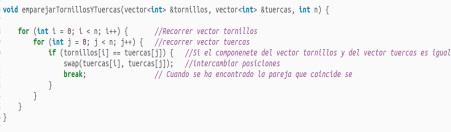 void emparejarTornillosYTuercas(vector<int> &tornillos, vector<int> &tuercas, int n) {
for (int i = 0; i < n; i++) { //Recorrer vector tornillos
for (int j = 0; j < n; j++) { //recorrer vector tuercas
if (tornillos[i] == tuercas[j]) { //Si el componenete del vector tornillos y del vector tuercas es igual
swap(tuercas[i], tuercas[j]); //intercambiar posiciones
break; // Cuando se ha encontrado la pareja que coincide se
}
}
}
}